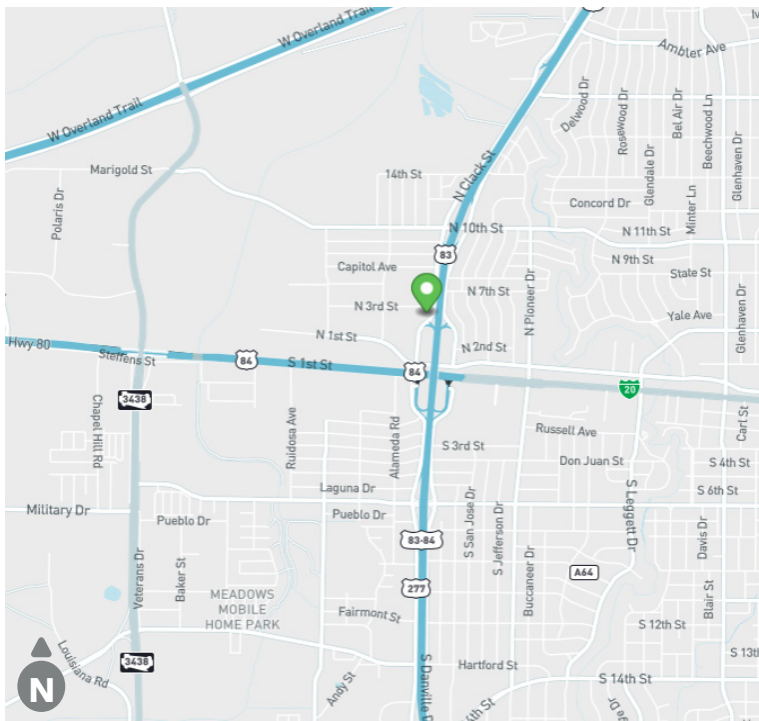 W Overland Trail
Ambler Ave
W Overland Trail
Delwood Dr
Rosewood Dr
Bel Air Dr
Beechwood Ln
Marigold St
14th St
N Clack St
Glendale Dr
Glenhaven Dr
Polaris Dr
Concord Dr
Minter Ln
N 10th St
N 11th St
83
Capitol Ave
N 9th St
State St
N 7th St
N Pioneer Dr
N 3rd St
Yale Ave
N 1st St
N 2nd St
Glenhaven Dr
Hwy 80
Steffens St
84
S 1st St
84
20
3438
Chapel Hill Rd
Ruidosa Ave
Alameda Rd
Carl St
Russell Ave
S 3rd St
Don Juan St
S 4th St
Laguna Dr
S 6th St
Military Dr
Pueblo Dr
Pueblo Dr
S San Jose Dr
S Jefferson Dr
S Leggett Dr
Davis Dr
83-84
Veterans Dr
Baker St
277
Buccaneer Dr
A64
Blair St
MEADOWS
MOBILE
HOME PARK
Fairmont St
S 12th St
S 13th
Louisiana Rd
3438
Hartford St
Andy St
S Danville
S 14th St
N